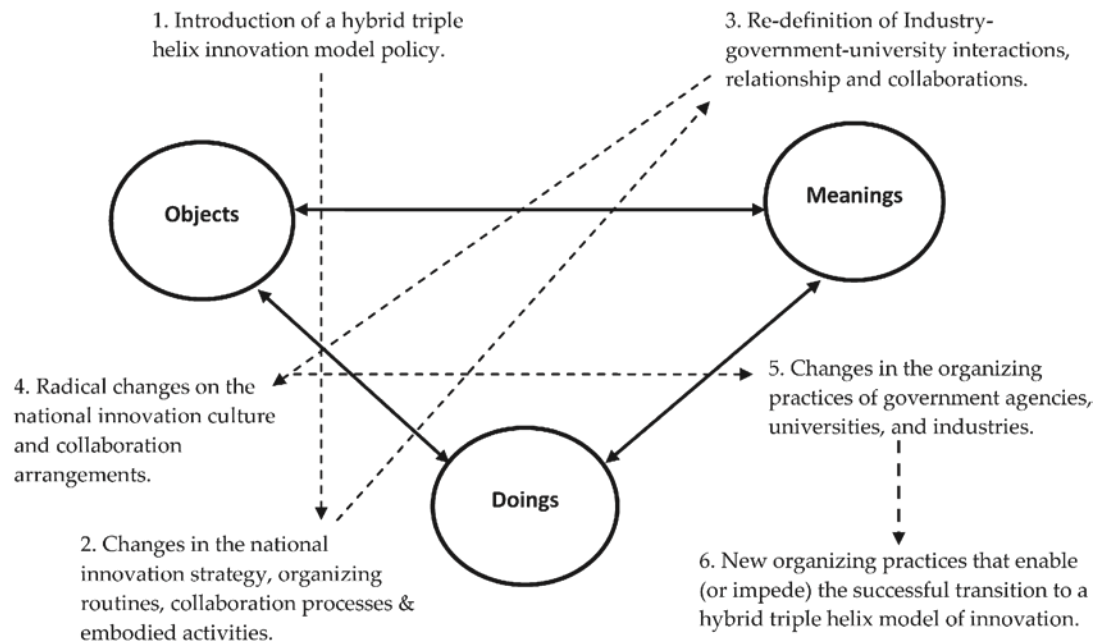 1. Introduction of a hybrid triple
helix innovation model policy.
3. Re-definition of Industry-
government-university interactions,
relationship and collaborations.
Objects
Meanings
4. Radical changes on the
national innovation culture
and collaboration
arrangements.
5. Changes in the organizing
practices of government agencies,
universities, and industries.
Doings
2. Changes in the national
innovation strategy, organizing
routines, collaboration processes &
embodied activities.
6. New organizing practices that enable
(or impede) the successful transition to a
hybrid triple helix model of innovation.